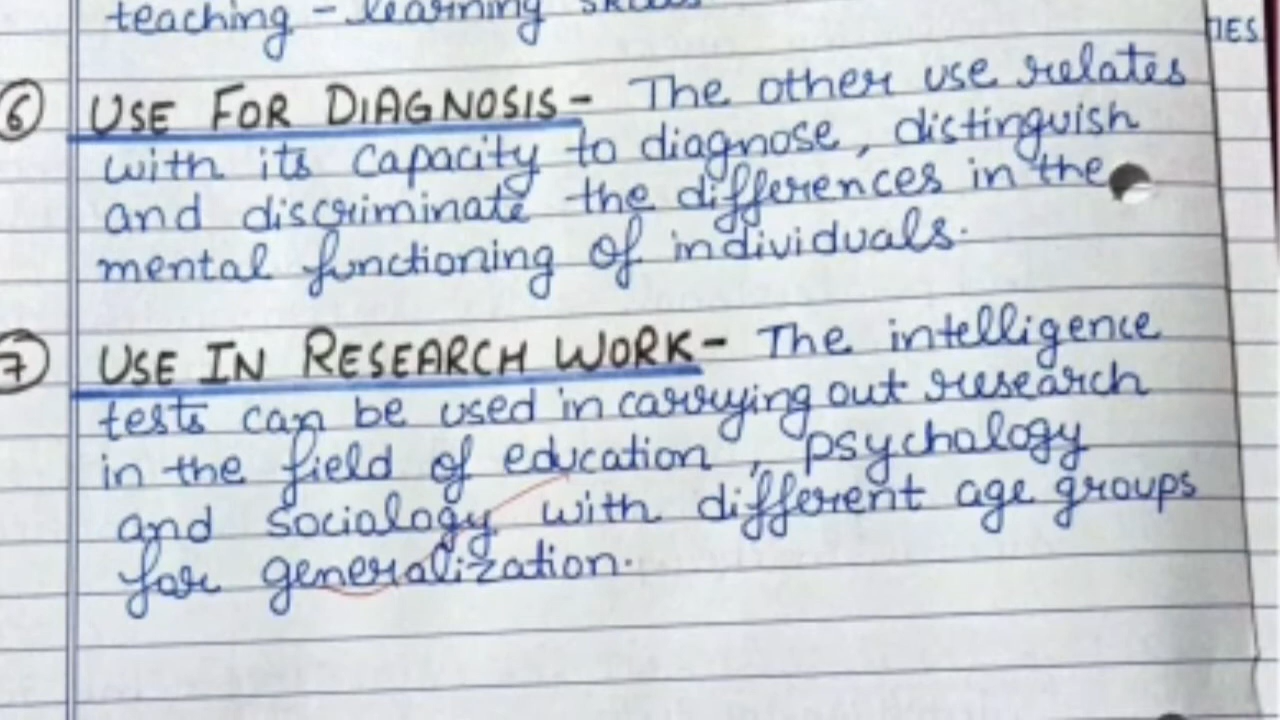 teaching - learning skills
IES
⑥ USE FOR DIAGNOSIS - The other use relates
with its capacity to diagnose, distinguish
and discriminate the differences in the
mental functioning of individuals.
⑦ USE IN RESEARCH WORK - The intelligence
tests can be used in carrying out research
in the field of education, psychology
and sociology with different age groups
for generalization.